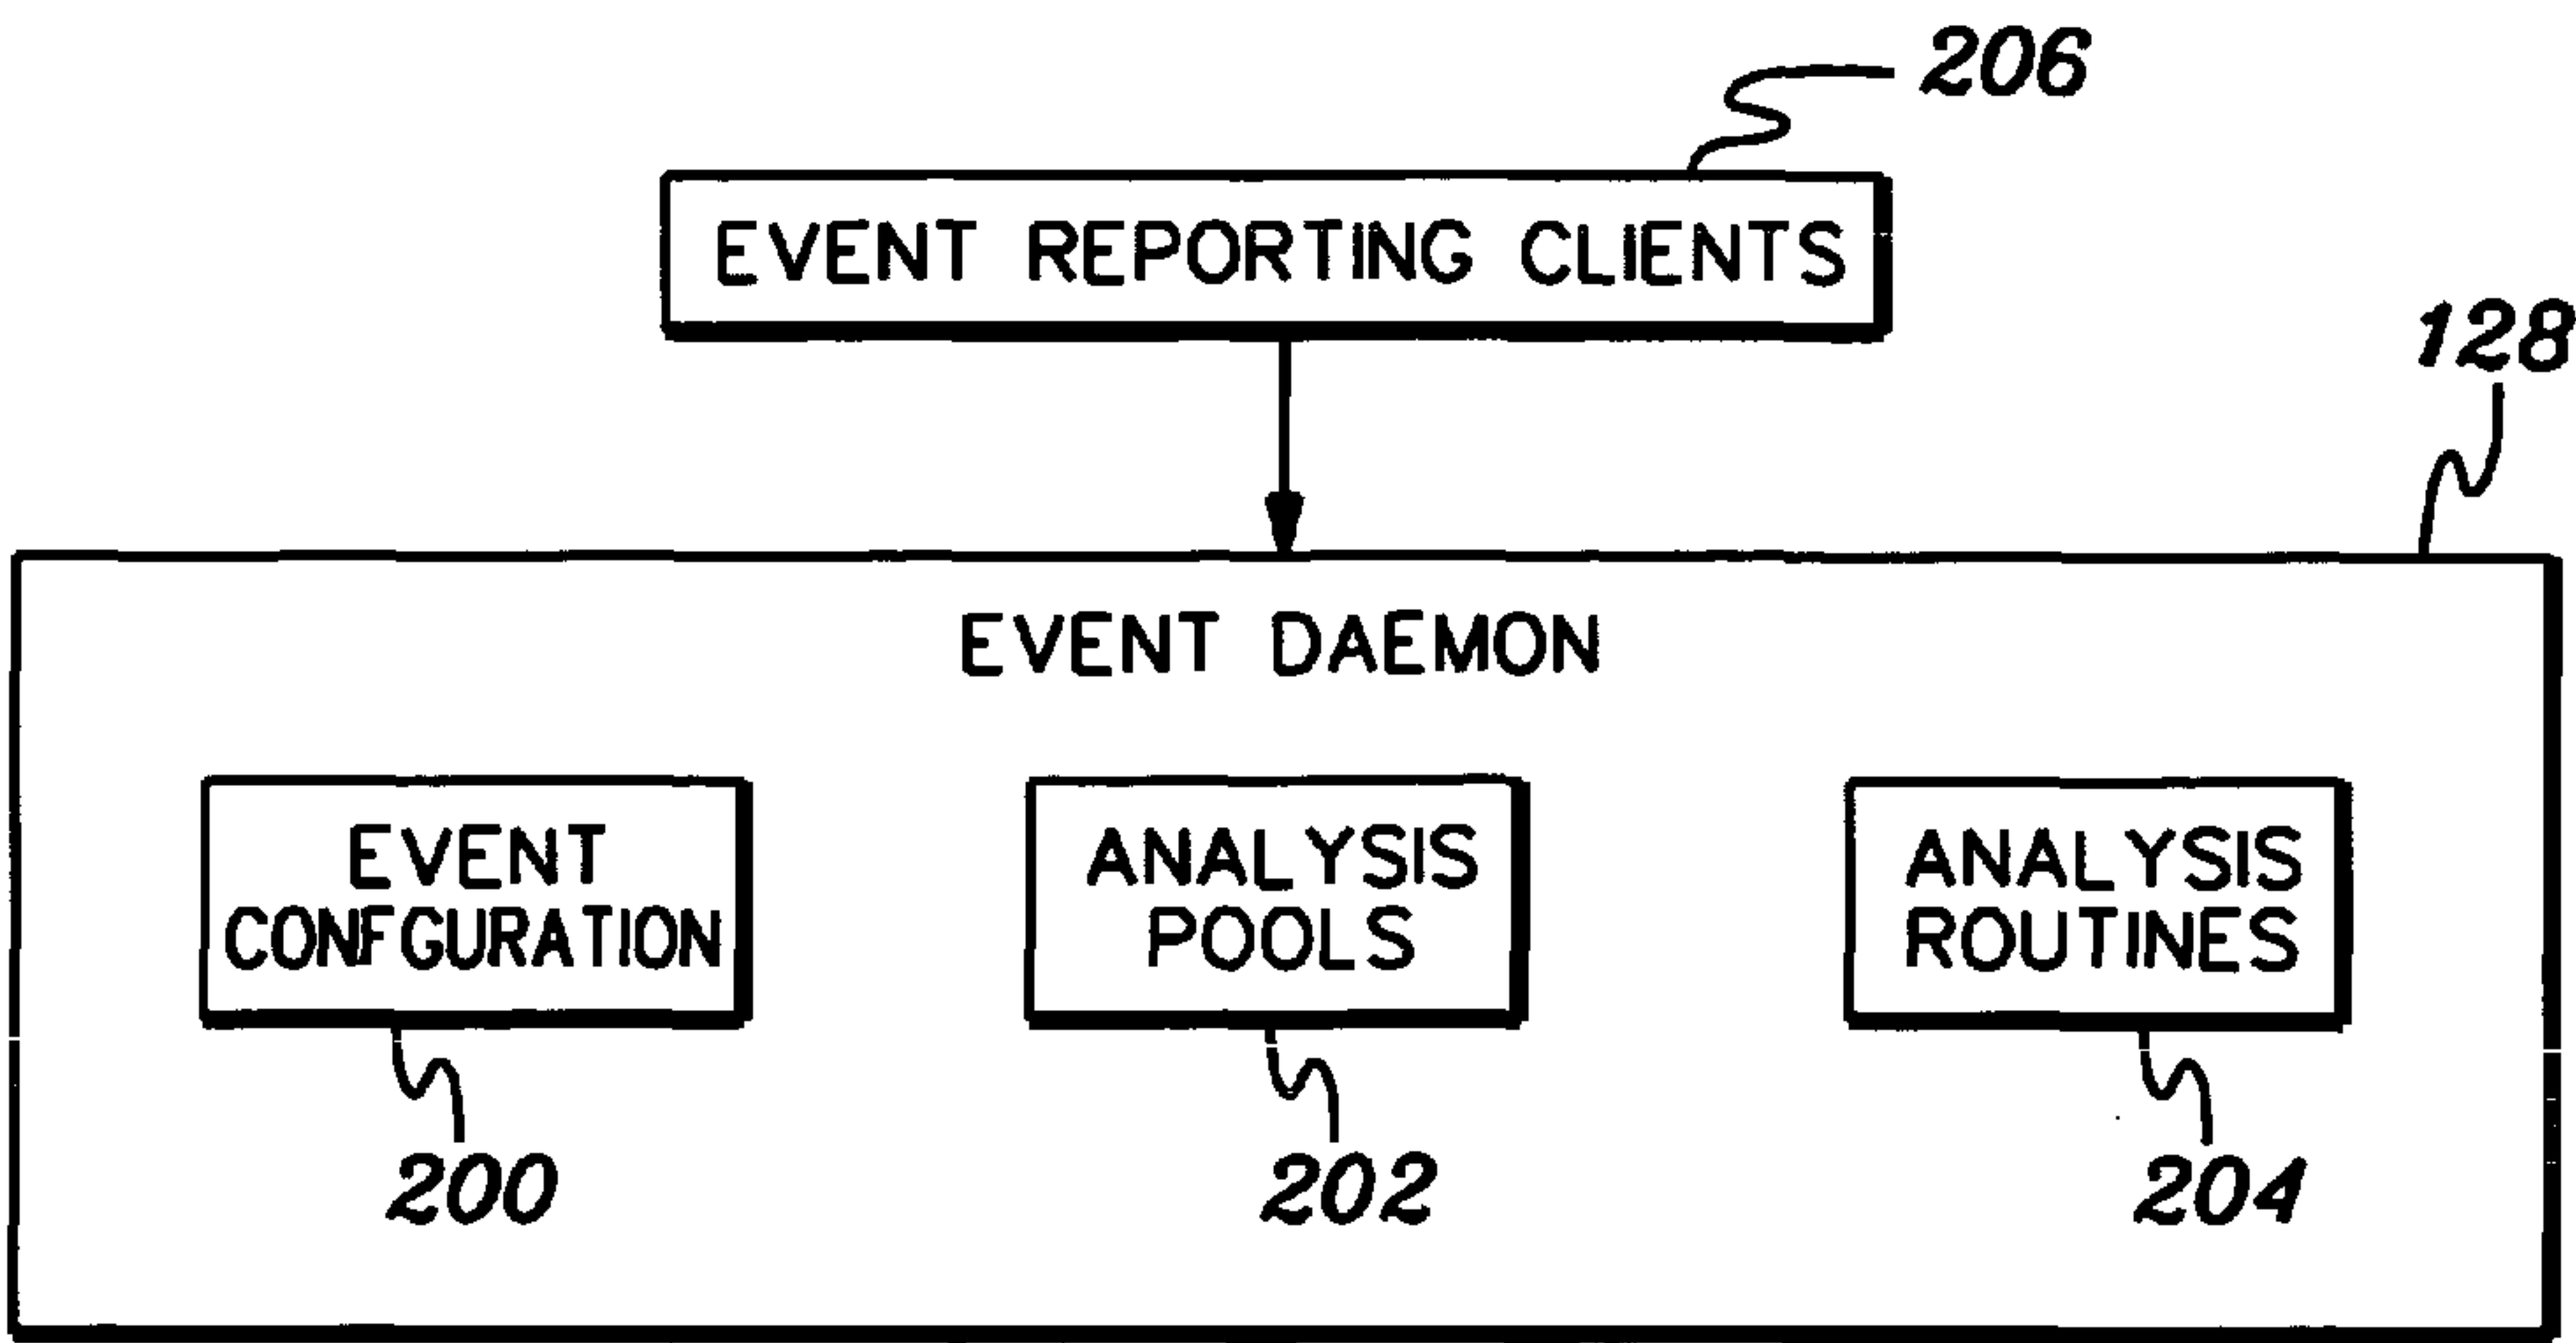 206
EVENT REPORTING CLIENTS
128
EVENT DAEMON
EVENT
CONFGURATION
ANALYSIS
POOLS
ANALYSIS
ROUTINES
200
202
204